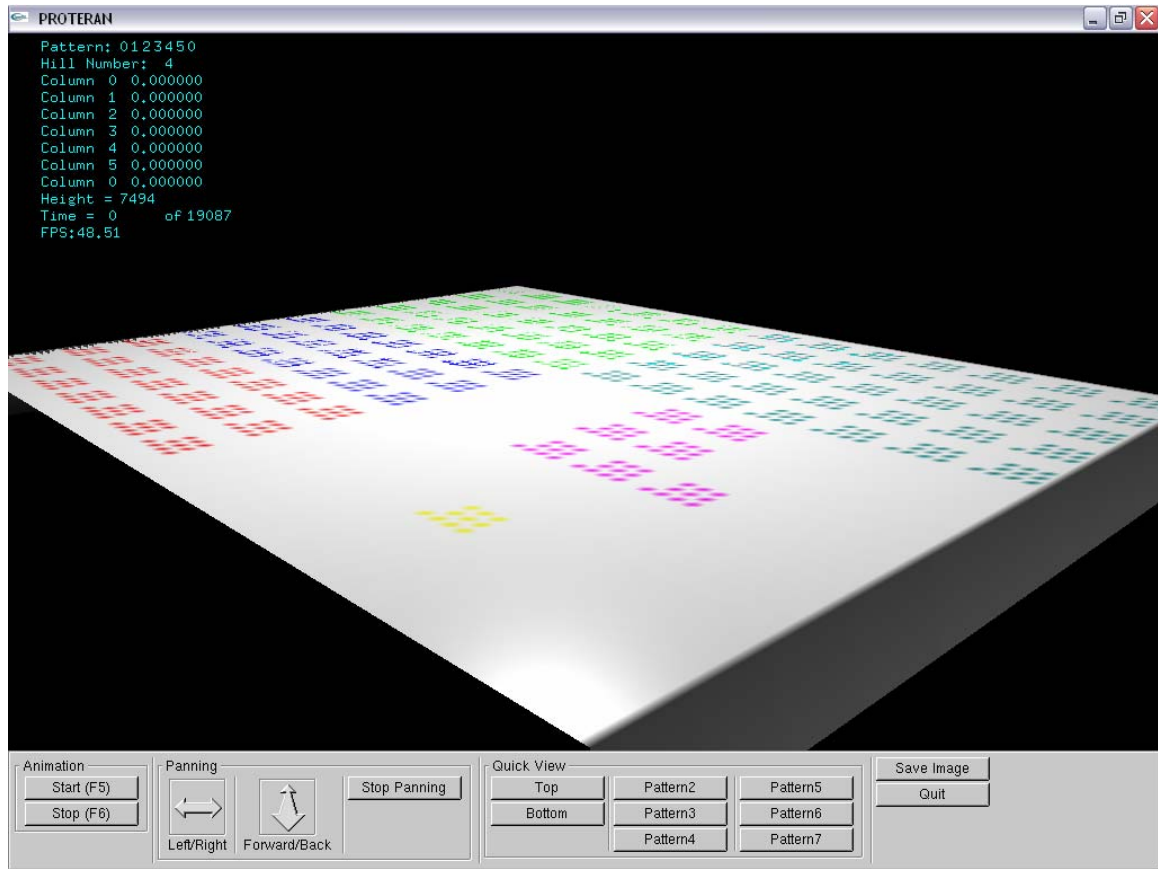 PROTERAN
Pattern: 0123450
Hill Number: 4
Column 0 0.000000
Column 1 0.000000
Column 2 0.000000
Column 3 0.000000
Column 4 0.000000
Column 5 0.000000
Column 0 0.000000
Height = 7494
Time = 0 of 19087
FPS:48.51
Animation
Start (F5)
Stop (F6)
Panning
Left/Right
Forward/Back
Stop Panning
Quick View
Top
Bottom
Pattern2
Pattern3
Pattern4
Pattern5
Pattern6
Pattern7
Save Image
Quit